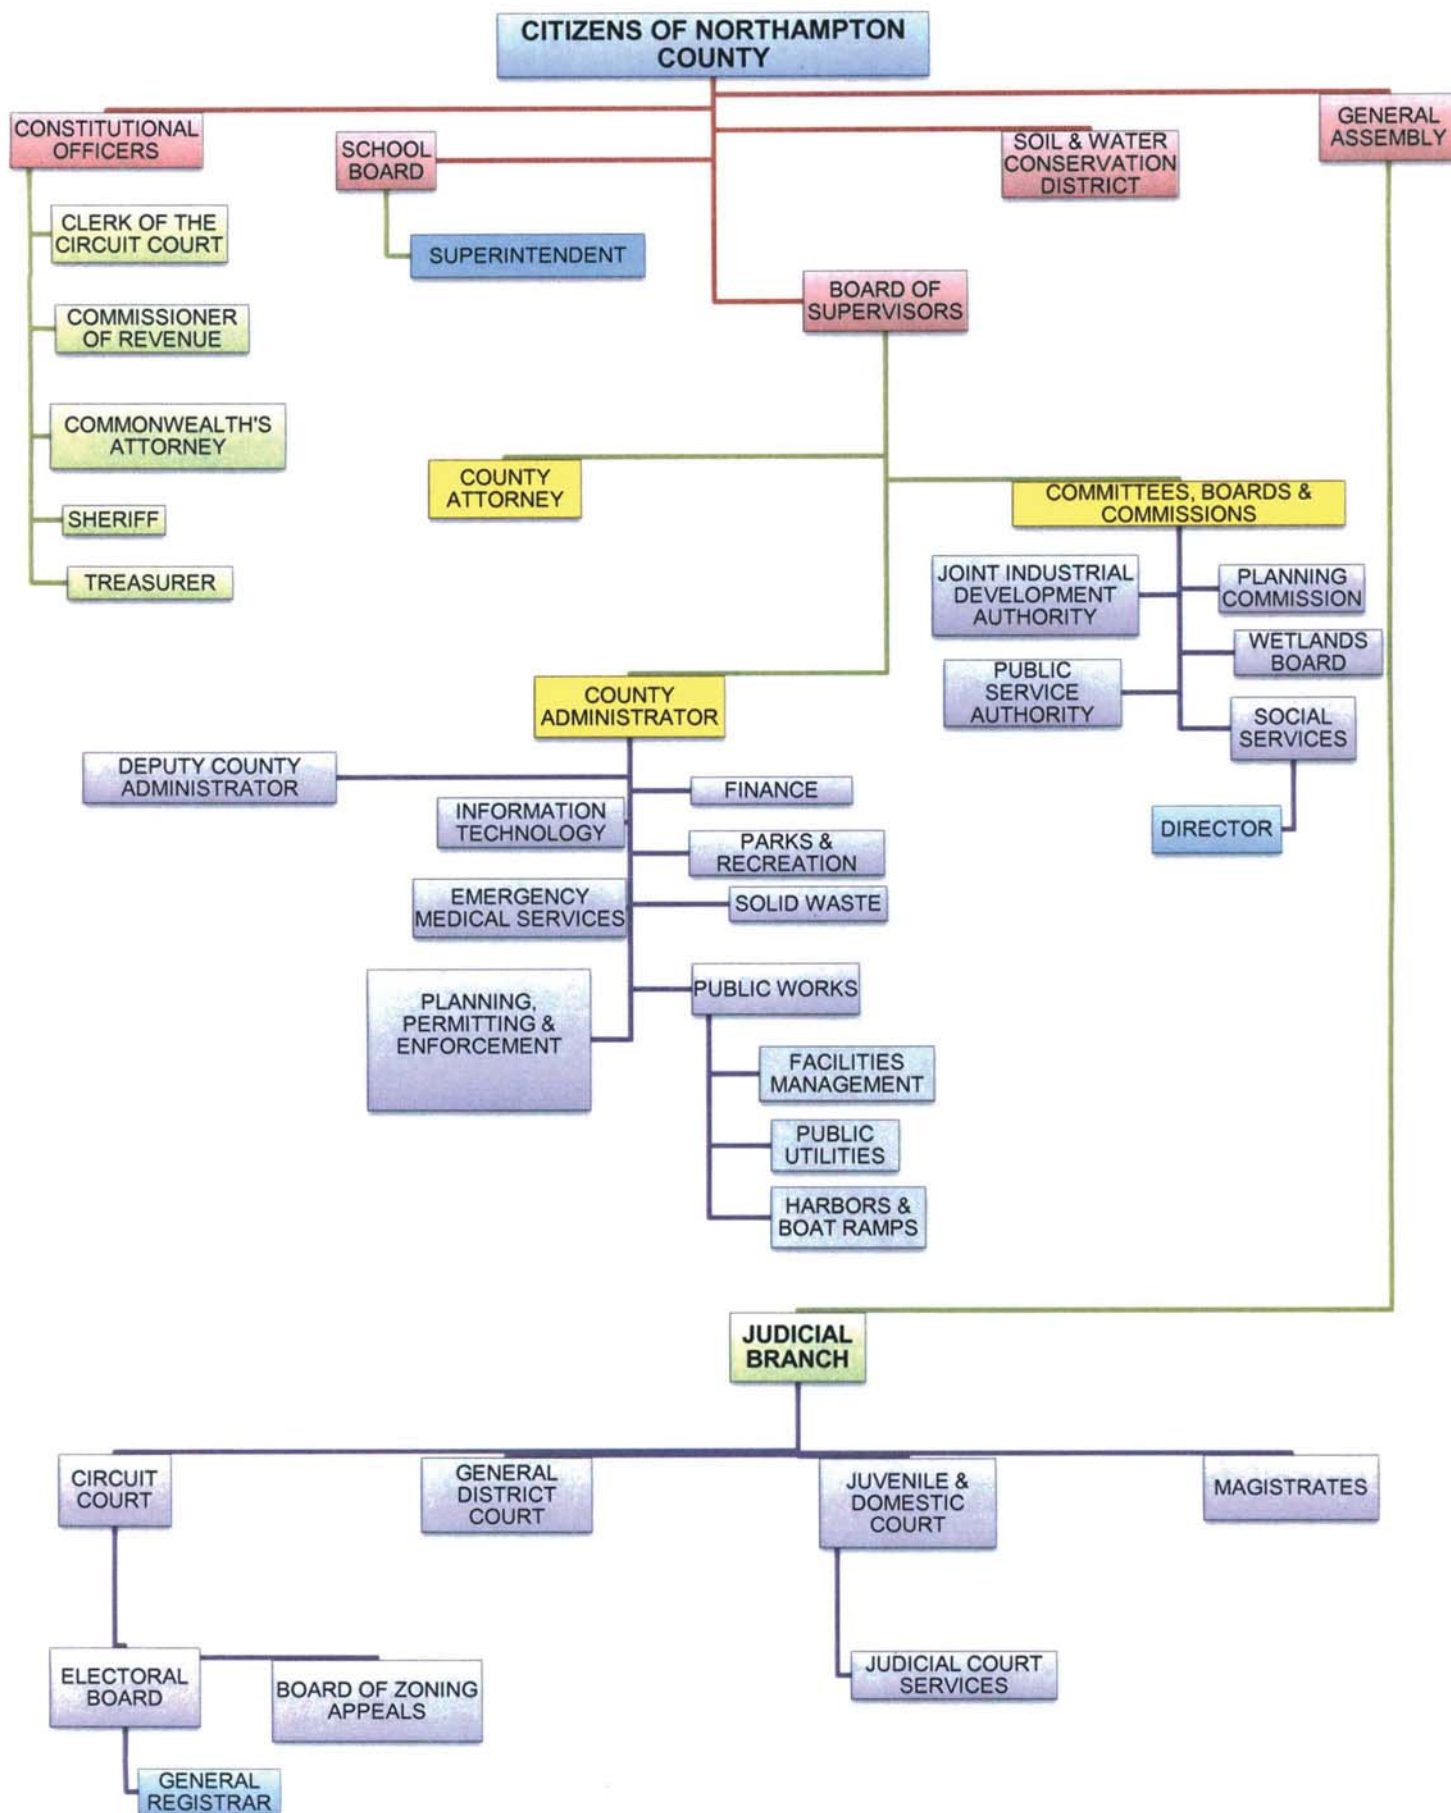 CITIZENS OF NORTHAMPTON
COUNTY
CONSTITUTIONAL
OFFICERS
SCHOOL
BOARD
SOIL & WATER
CONSERVATION
DISTRICT
GENERAL
ASSEMBLY
CLERK OF THE
CIRCUIT COURT
SUPERINTENDENT
BOARD OF
SUPERVISORS
COMMISSIONER
OF REVENUE
COMMONWEALTH'S
ATTORNEY
COUNTY
ATTORNEY
COMMITTEES, BOARDS &
COMMISSIONS
SHERIFF
TREASURER
JOINT INDUSTRIAL
DEVELOPMENT
AUTHORITY
PLANNING
COMMISSION
WETLANDS
BOARD
PUBLIC
SERVICE
AUTHORITY
SOCIAL
SERVICES
DIRECTOR
COUNTY
ADMINISTRATOR
DEPUTY COUNTY
ADMINISTRATOR
FINANCE
INFORMATION
TECHNOLOGY
PARKS &
RECREATION
EMERGENCY
MEDICAL SERVICES
SOLID WASTE
PLANNING,
PERMITTING &
ENFORCEMENT
PUBLIC WORKS
FACILITIES
MANAGEMENT
PUBLIC
UTILITIES
HARBORS &
BOAT RAMPS
JUDICIAL
BRANCH
CIRCUIT
COURT
GENERAL
DISTRICT
COURT
JUVENILE &
DOMESTIC
COURT
MAGISTRATES
ELECTORAL
BOARD
BOARD OF ZONING
APPEALS
JUDICIAL COURT
SERVICES
GENERAL
REGISTRAR